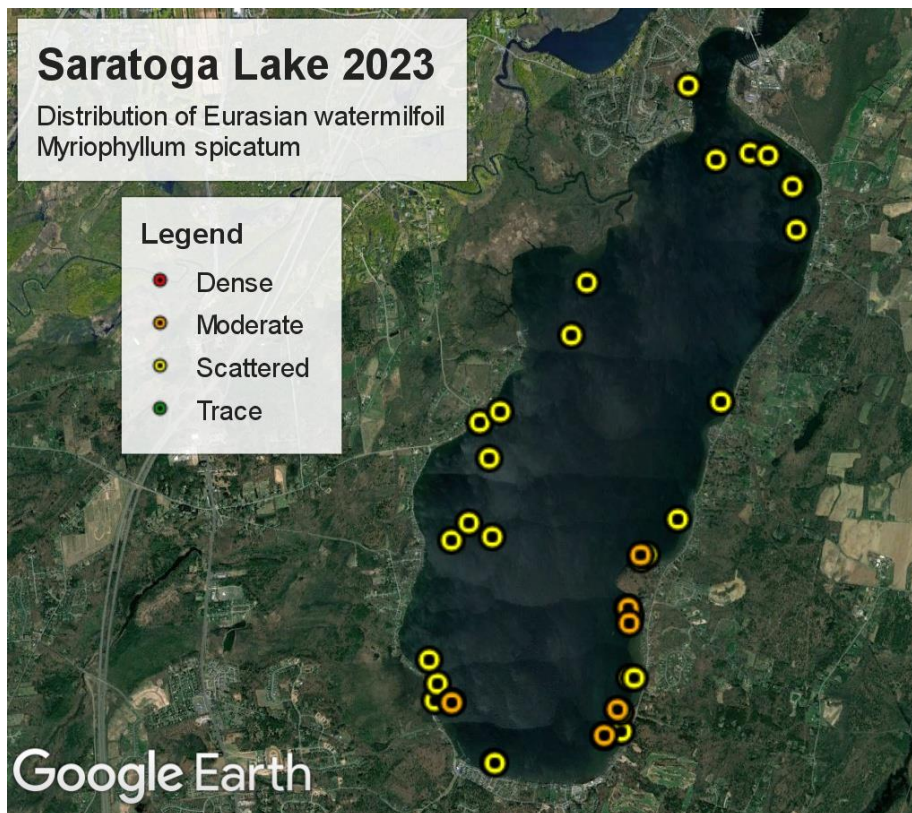 Saratoga Lake 2023
Distribution of Eurasian watermilfoil
Myriophyllum spicatum
Legend
Dense
Moderate
Scattered
Trace
Google Earth